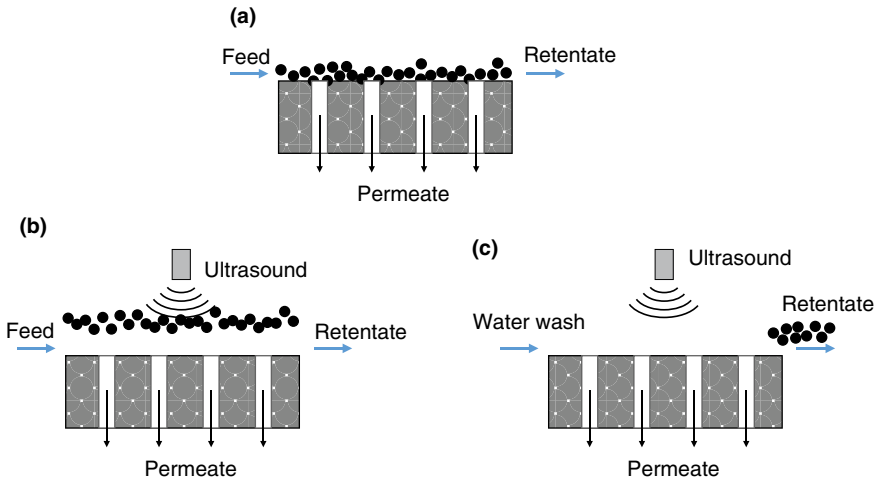 (a)
Feed
Retentate
Permeate
(b)
Ultrasound
Feed
Retentate
Permeate
(c)
Ultrasound
Retentate
Water wash
Permeate